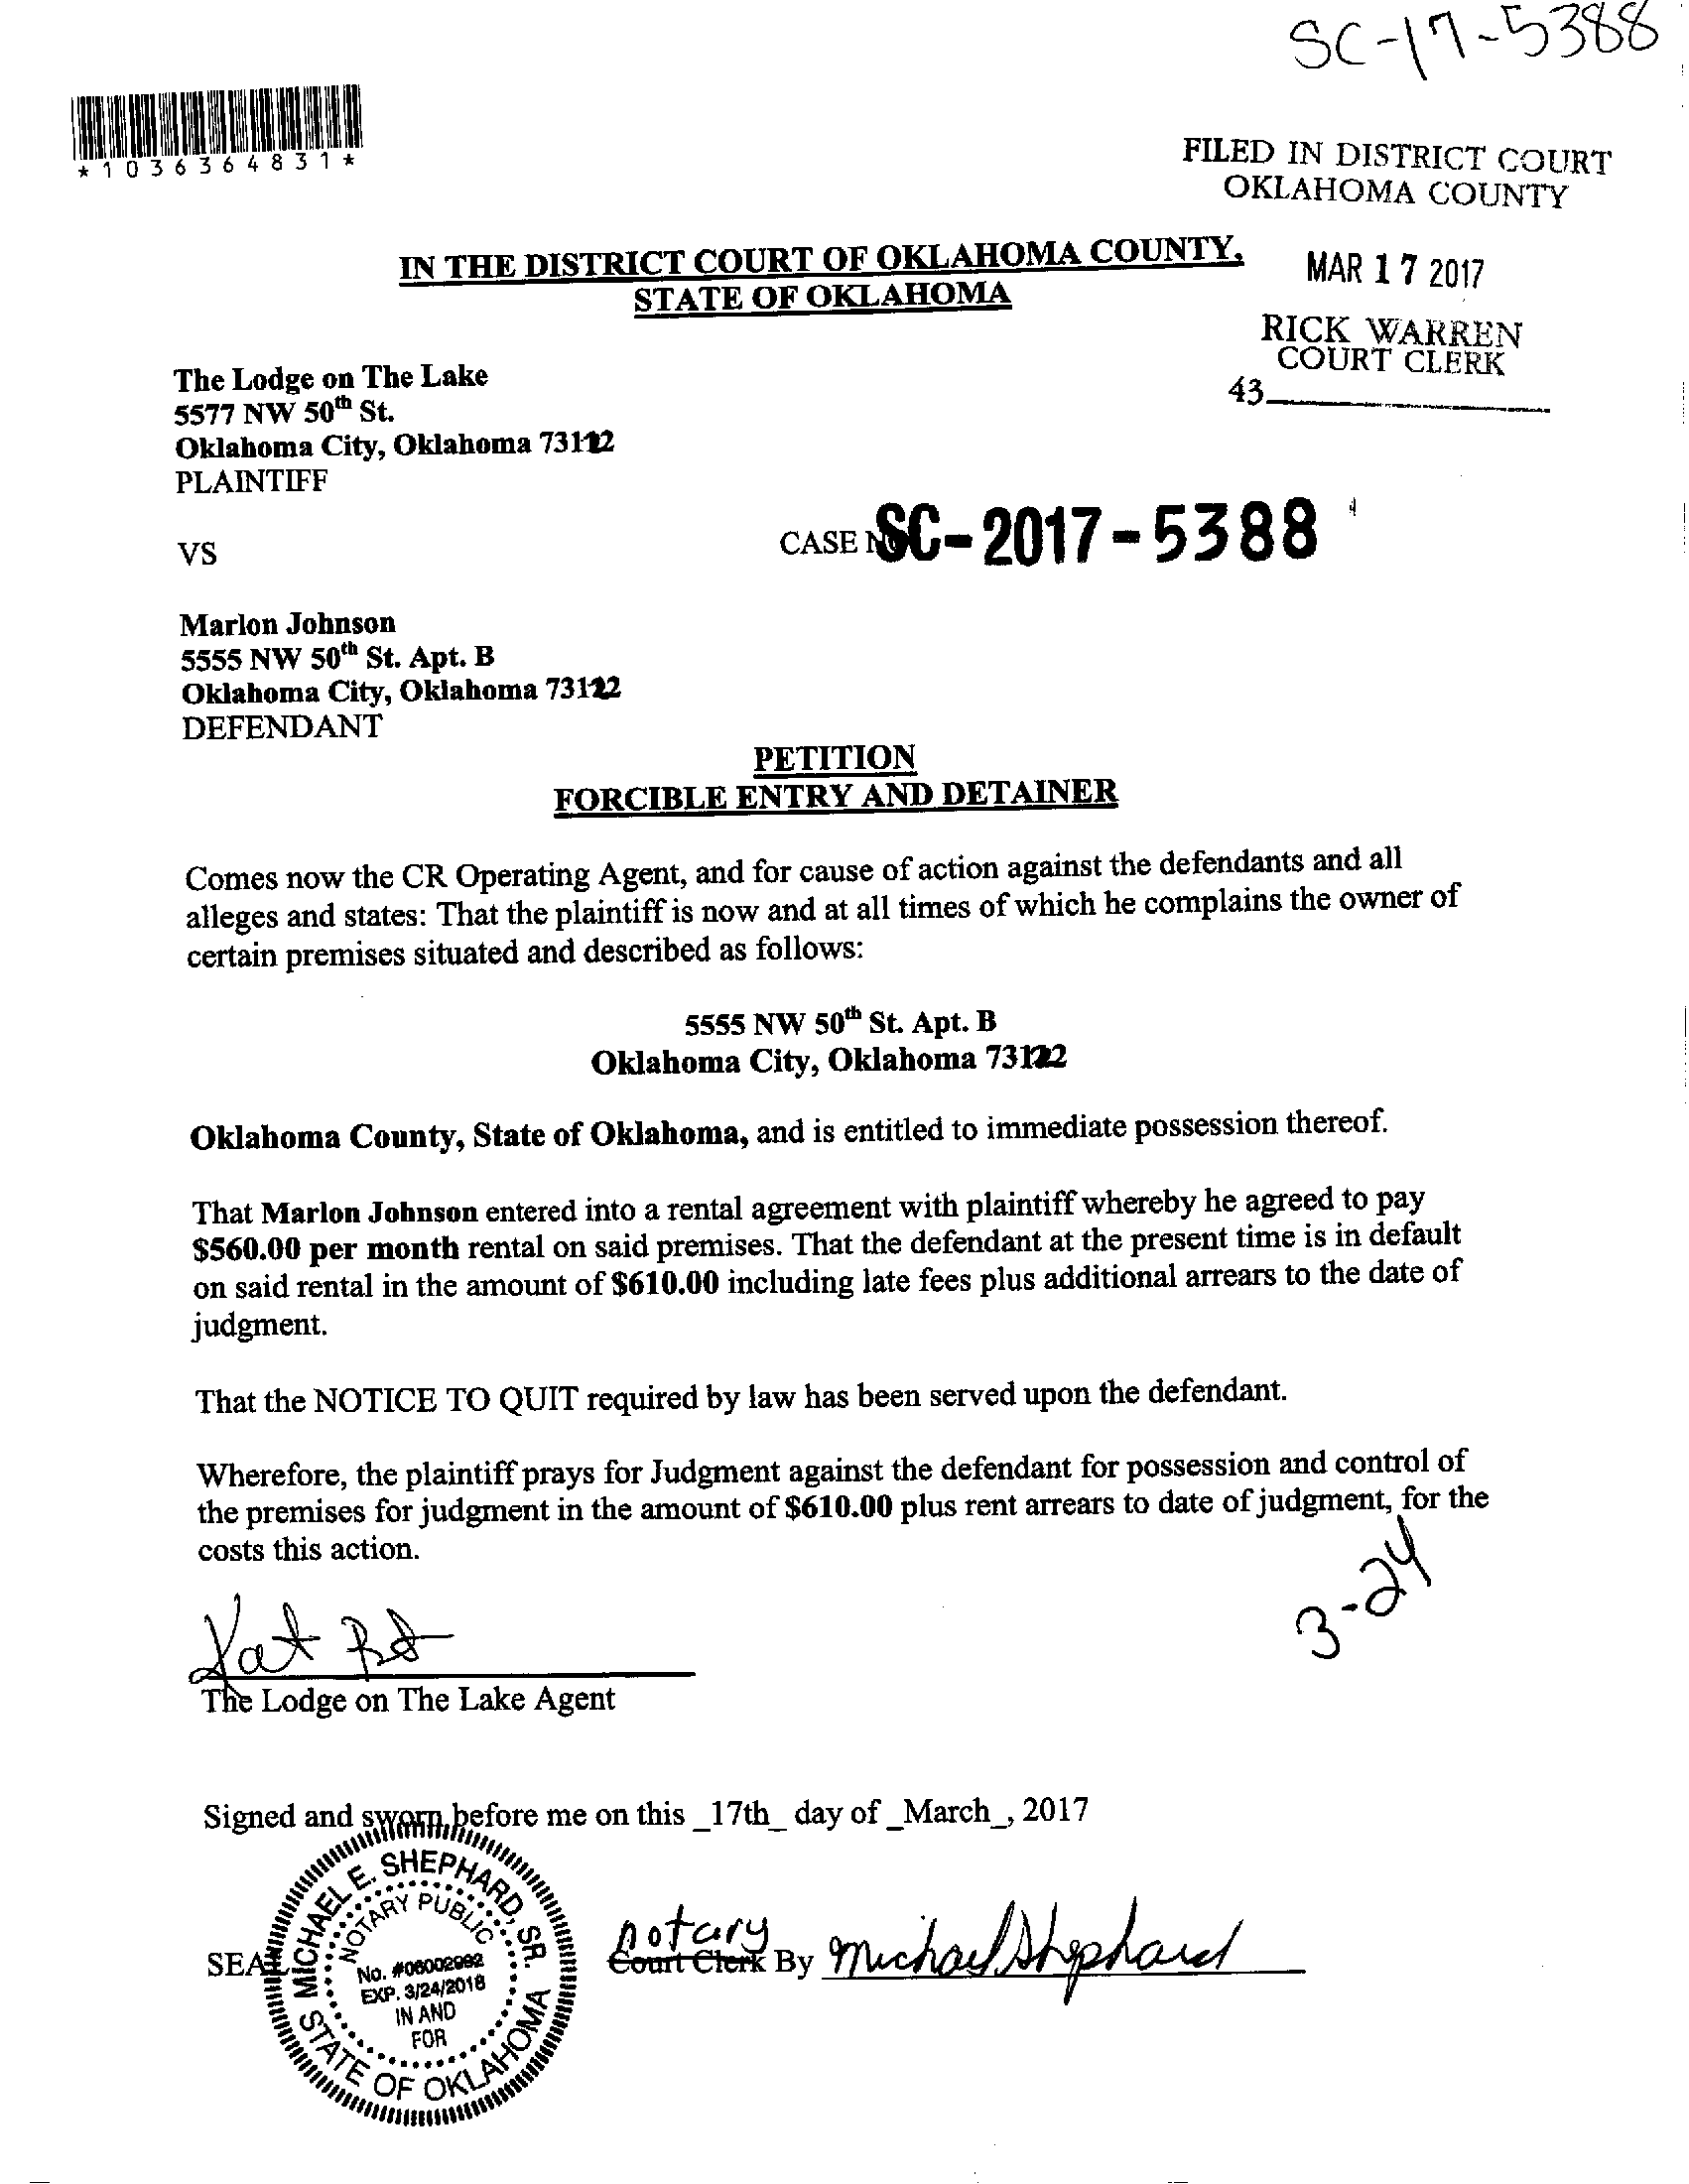 SC-17-5388
*1036364831*
FILED IN DISTRICT COURT
OKLAHOMA COUNTY
MAR 17 2017
RICK WARREN
COURT CLERK
43
IN THE DISTRICT COURT OF OKLAHOMA COUNTY,
STATE OF OKLAHOMA
The Lodge on The Lake
5577 NW 50th St.
Oklahoma City, Oklahoma
PLAINTIFF
VS
CASE SC-2017-5388
Marlon Johnson
5555 NW 50th St. Apt. B
Oklahoma City, Oklahoma 73122
DEFENDANT
PETITION
FORCIBLE ENTRY AND DETAINER
Comes now the CR Operating Agent, and for cause of action against the defendants and all
alleges and states: That the plaintiff is now and at all times of which he complains the owner of
certain premises situated and described as follows:
5555 NW 50th St. Apt. B
Oklahoma City, Oklahoma 73122
Oklahoma County, State of Oklahoma, and is entitled to immediate possession thereof.
That Marlon Johnson entered into a rental agreement with plaintiff whereby he agreed to pay
$560.00 per month rental on said premises. That the defendant at the present time is in default
on said rental in the amount of $610.00 including late fees plus additional arrears to the date of
judgment.
That the NOTICE TO QUIT required by law has been served upon the defendant.
Wherefore, the plaintiff prays for Judgment against the defendant for possession and control of
the premises for judgment in the amount of $610.00 plus rent arrears to date of judgment, for the
costs this action.
3-24
Kat
The Lodge on The Lake Agent
Signed and sworn before me on this _17th_ day of _March_, 2017
SEAL
MICHAEL E. SHEPHARD, SR.
NOTARY PUBLIC
No. #06002992
EXP. 3/24/2018
IN AND
FOR
STATE OF OKLAHOMA
notary
Court Clerk By Michael Shephard